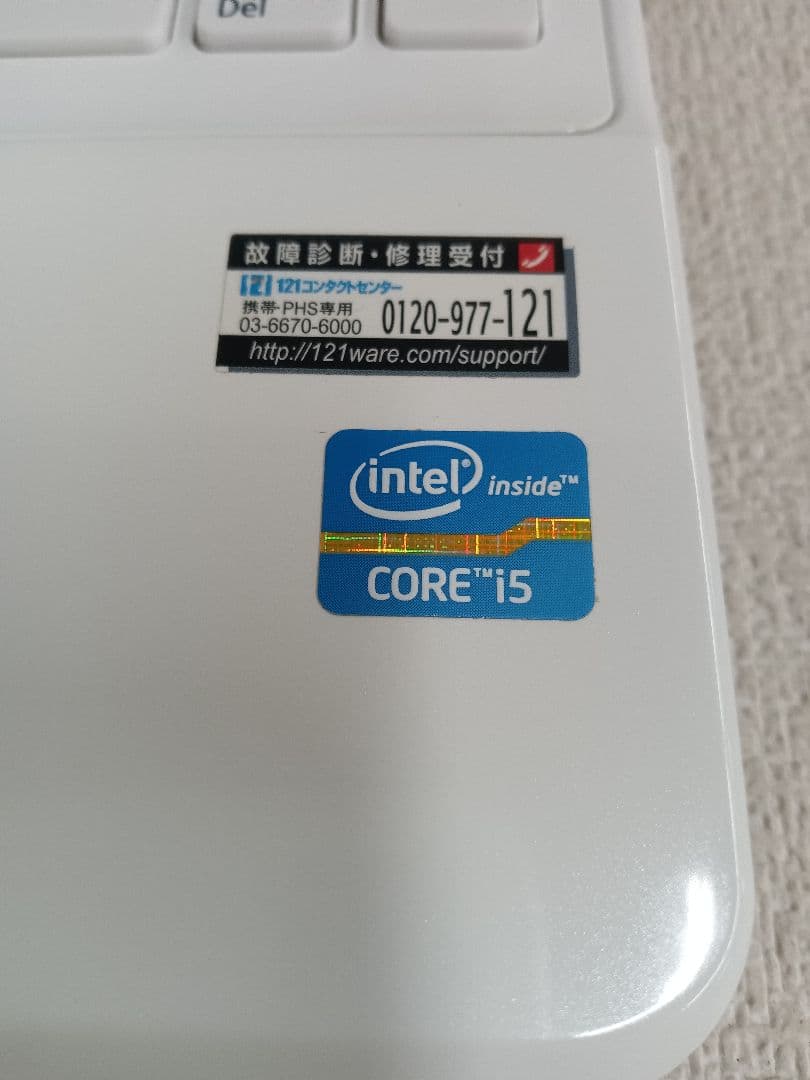 Del
故障診断・修理受付
121 121コンタクトセンター
携帯・PHS専用
03-6670-6000
0120-977-121
http://121ware.com/support/
intel® inside™
CORE™ i5